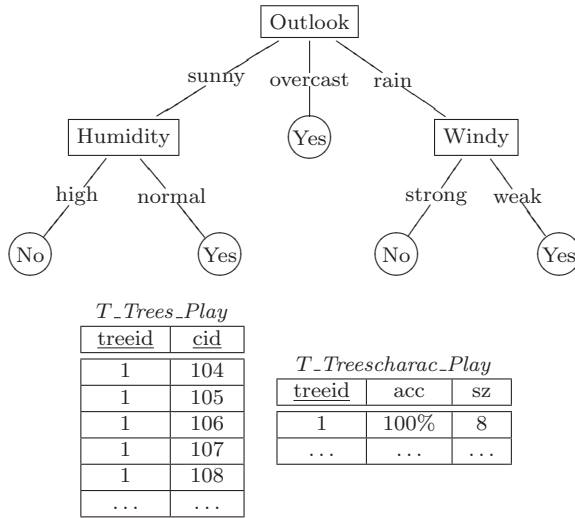 Outlook
sunny overcast rain
Humidity Yes Windy
high normal strong weak
No Yes No Yes
T_Trees_Play
treeid cid
1 104
1 105
1 106
1 107
1 108
... ...
T_Treescharac_Play
treeid acc sz
1 100% 8
... ... ...